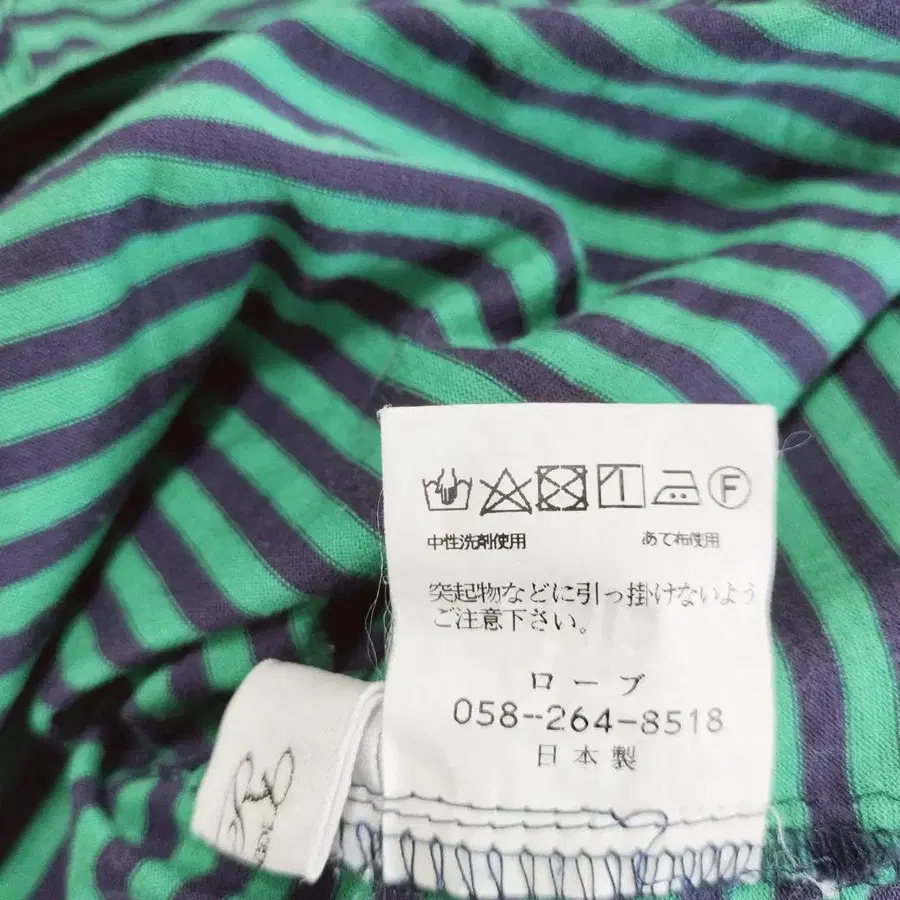 F
中性洗剤使用 あて布使用
突起物などに引っ掛けないよう
ご注意下さい。
ローブ
058-264-8518
日本製